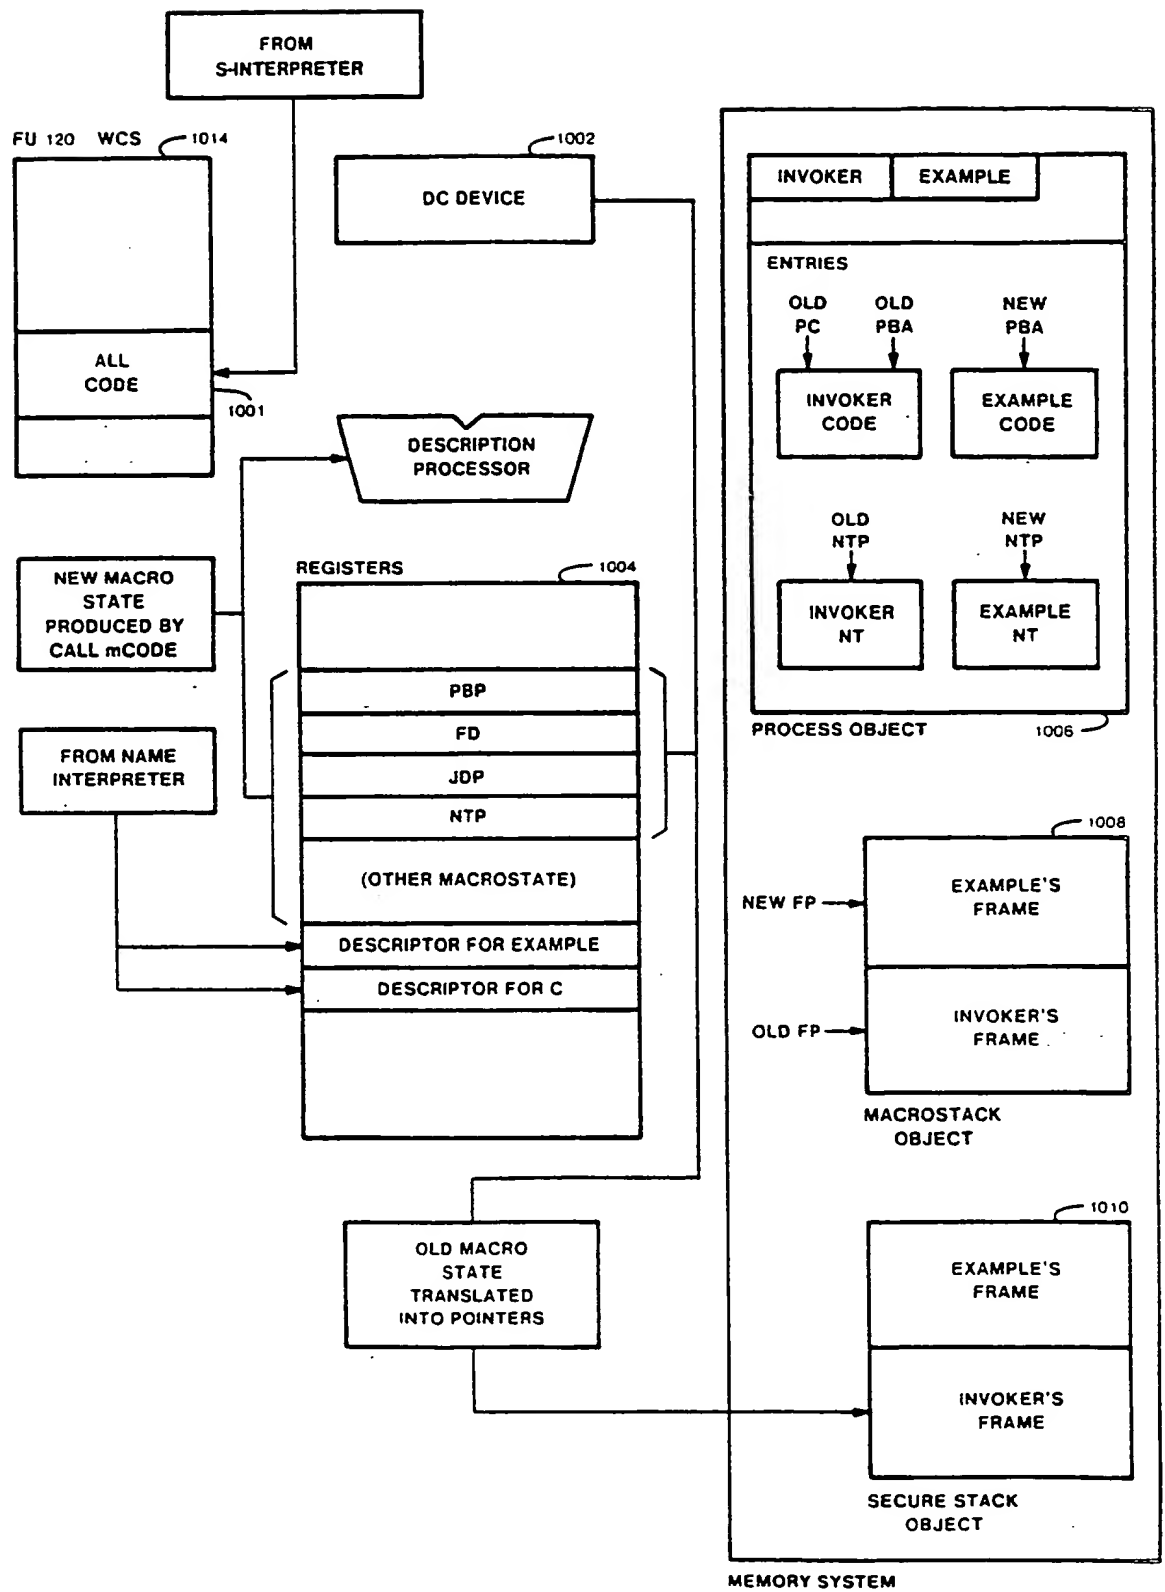 FROM
S-INTERPRETER
FU 120 WCS 1014
ALL
CODE
1001
1002
DC DEVICE
DESCRIPTION
PROCESSOR
NEW MACRO
STATE
PRODUCED BY
CALL mCODE
FROM NAME
INTERPRETER
REGISTERS
1004
PBP
FD
JDP
NTP
(OTHER MACROSTATE)
DESCRIPTOR FOR EXAMPLE
DESCRIPTOR FOR C
OLD MACRO
STATE
TRANSLATED
INTO POINTERS
INVOKER EXAMPLE
ENTRIES
OLD
PC
OLD
PBA
NEW
PBA
INVOKER
CODE
EXAMPLE
CODE
OLD
NTP
NEW
NTP
INVOKER
NT
EXAMPLE
NT
PROCESS OBJECT
1006
1008
NEW FP
EXAMPLE'S
FRAME
OLD FP
INVOKER'S
FRAME
MACROSTACK
OBJECT
1010
EXAMPLE'S
FRAME
INVOKER'S
FRAME
SECURE STACK
OBJECT
MEMORY SYSTEM